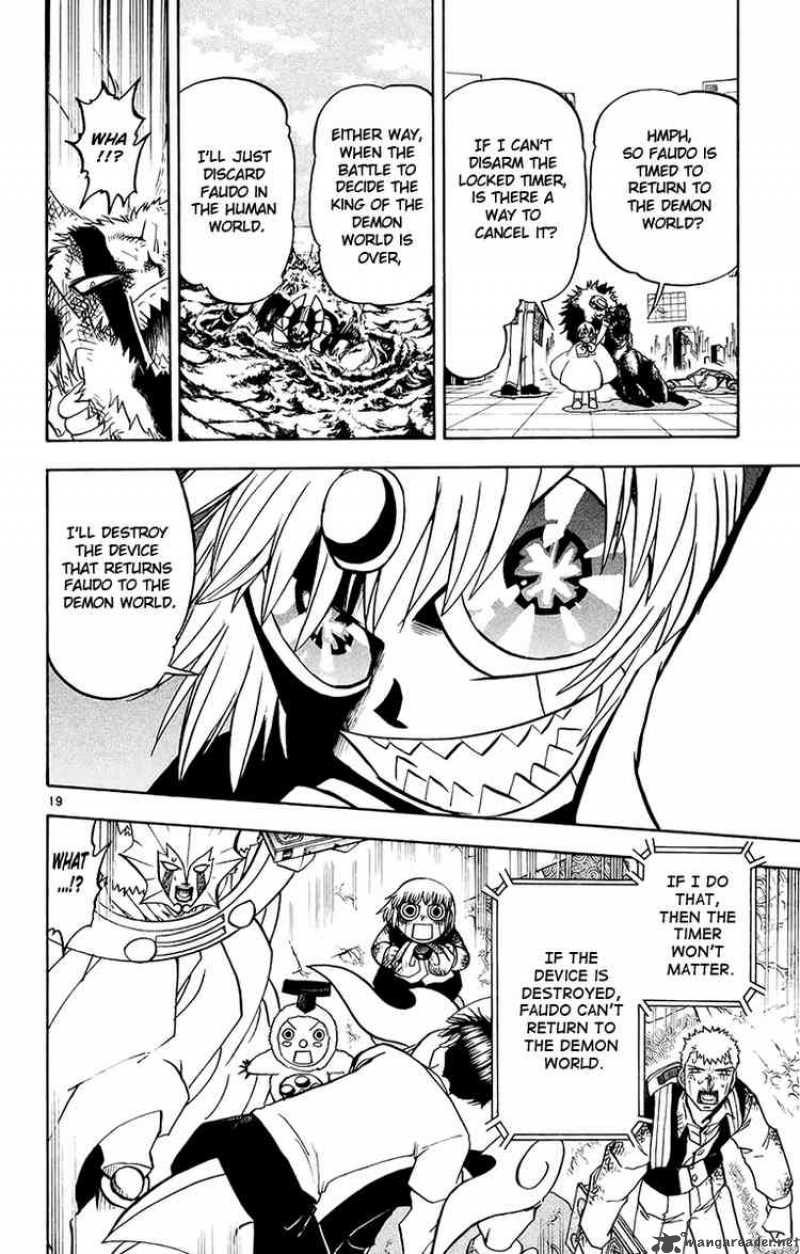 HMPH,
SO FAUDO IS
TIMED TO
RETURN TO
THE DEMON
WORLD?
IF I CAN'T
DISARM THE
LOCKED TIMER,
IS THERE
A WAY TO
CANCEL IT?
EITHER WAY,
WHEN THE
BATTLE TO
DECIDE THE
KING OF THE
DEMON
WORLD IS
OVER,
I'LL JUST
DISCARD
FAUDO IN
THE HUMAN
WORLD.
WHA
!!?
I'LL DESTROY
THE DEVICE
THAT RETURNS
FAUDO TO THE
DEMON WORLD.
19
IF I DO
THAT,
THEN THE
TIMER
WON'T
MATTER.
IF THE
DEVICE IS
DESTROYED,
FAUDO CAN'T
RETURN TO
THE DEMON
WORLD.
WHAT
...!?
mangareader.net